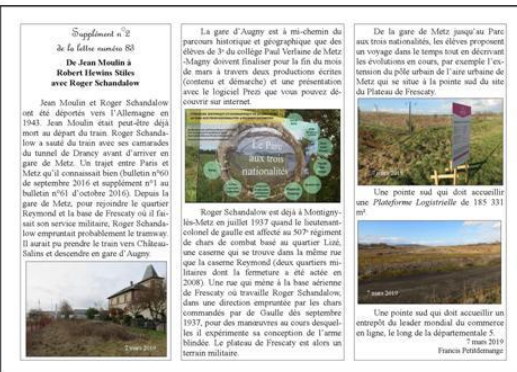 Supplément n°2
de la lettre numéro 88
De Jean Moulin à
Robert Hewins Stiles
avec Roger Schandalow
Jean Moulin et Roger Schandalow
ont été déportés vers l'Allemagne en
1943. Jean Moulin était peut-être déjà
mort au départ du train. Roger Schanda-
low a sauté du train avec ses camarades
du tunnel de Drancy avant d'arriver en
gare de Metz. Un trajet entre Paris et
Metz qu'il connaissait bien (bulletin n°60
de septembre 2016 et supplément n°1 au
bulletin n°61 d'octobre 2016). Depuis la
gare de Metz, pour rejoindre le quartier
Reymond et la base de Frescaty où il fai-
sait son service militaire, Roger Schanda-
low empruntait probablement le tramway.
Il aurait pu prendre le train vers Château-
Salins et descendre en gare d'Augny.
2 mars 2019
La gare d'Augny est à mi-chemin du
parcours historique et géographique que des
élèves de 3e du collège Paul Verlaine de Metz
-Magny doivent finaliser pour la fin du mois
de mars à travers deux productions écrites
(contenu et démarche) et une présentation
avec le logiciel Prezi que vous pouvez dé-
couvrir sur internet.
Le Parc
aux trois
nationalités
Roger Schandalow est déjà à Montigny-
lès-Metz en juillet 1937 quand le lieutenant-
colonel de gaulle est affecté au 507e régiment
de chars de combat basé au quartier Lizé,
une caserne qui se trouve dans la même rue
que la caserne Reymond (deux quartiers mi-
litaires dont la fermeture a été actée en
2008). Une rue qui mène à la base aérienne
de Frescaty où travaille Roger Schandalow,
dans une direction empruntée par les chars
commandés par de Gaulle dès septembre
1937, pour des manœuvres au cours desquel-
les il expérimente sa conception de l'arme
blindée. Le plateau de Frescaty est alors un
terrain militaire.
De la gare de Metz jusqu'au Parc
aux trois nationalités, les élèves proposent
un voyage dans le temps tout en décrivant
les évolutions en cours, par exemple l'ex-
tension du pôle urbain de l'aire urbaine de
Metz qui se situe à la pointe sud du site
du Plateau de Frescaty.
Une pointe sud qui doit accueillir
une Plateforme Logistrielle de 185 331
m².
7 mars 2019
Une pointe sud qui doit accueillir un
entrepôt du leader mondial du commerce
en ligne, le long de la départementale 5.
7 mars 2019
Francis Petitdemange